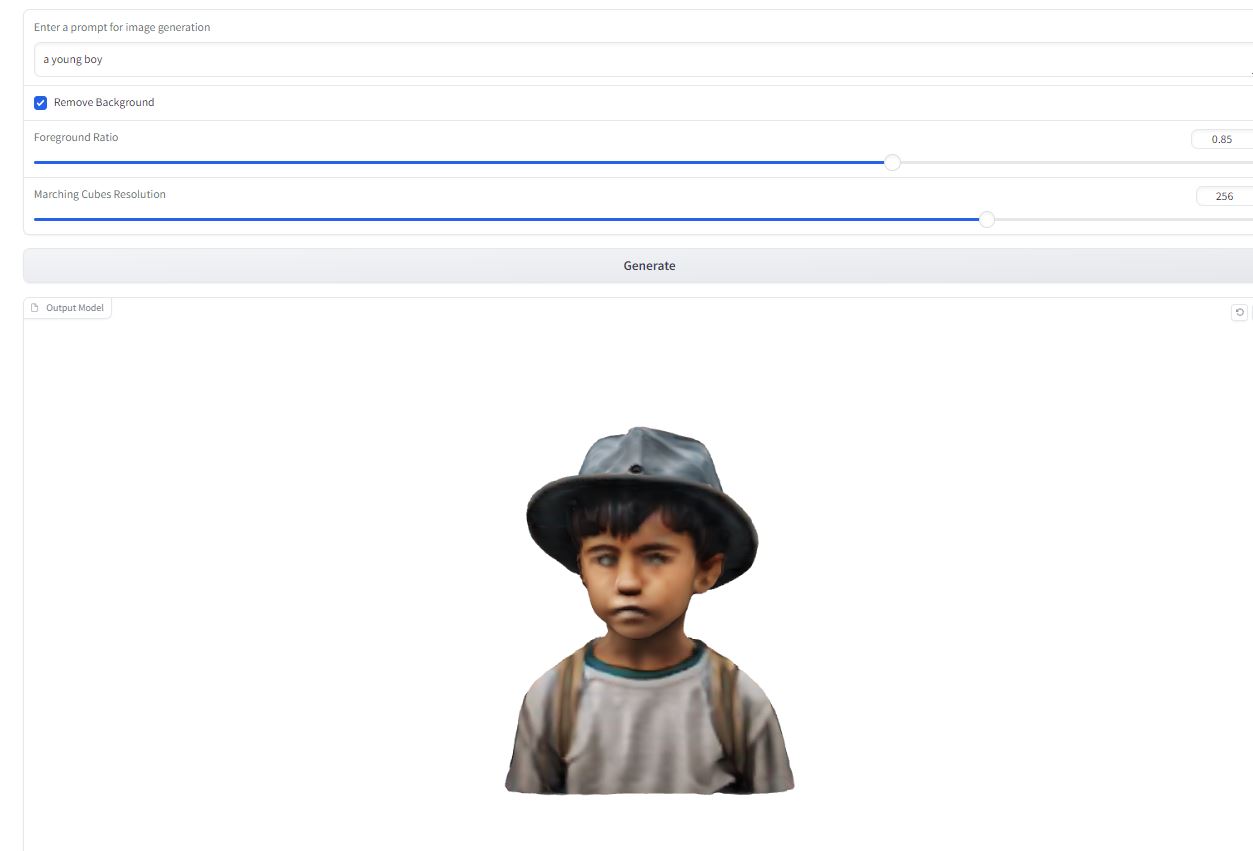 Enter a prompt for image generation
a young boy
Remove Background
Foreground Ratio
0.85
Marching Cubes Resolution
256
Generate
Output Model